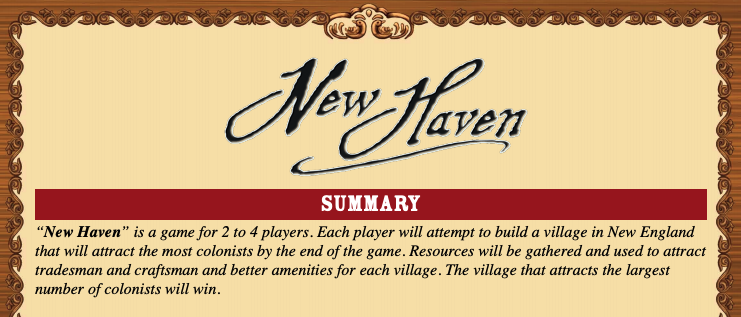 New Haven
SUMMARY
“New Haven” is a game for 2 to 4 players. Each player will attempt to build a village in New England
that will attract the most colonists by the end of the game. Resources will be gathered and used to attract
tradesman and craftsman and better amenities for each village. The village that attracts the largest
number of colonists will win.